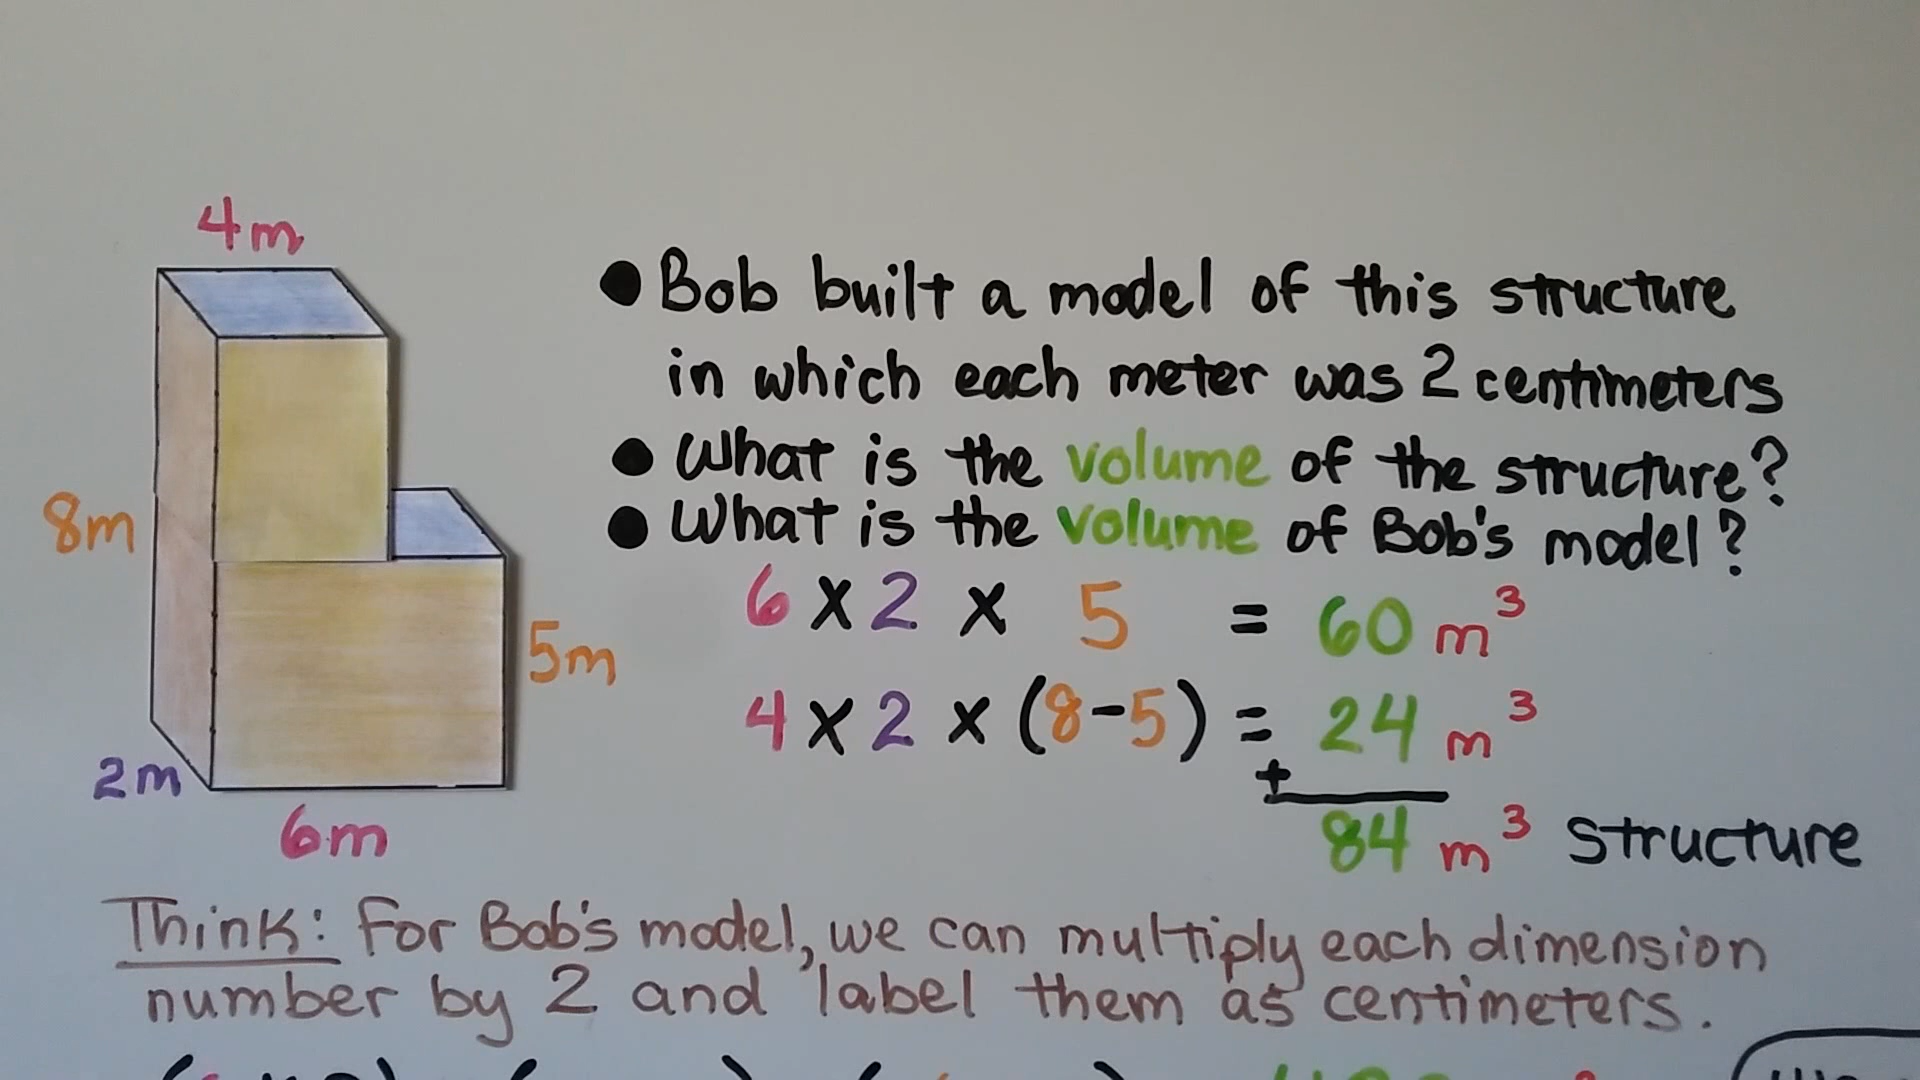 4m
8m
2m
6m
5m
● Bob built a model of this structure
in which each meter was 2 centimeters
● What is the volume of the structure?
● What is the volume of Bob's model?
6 x 2 x 5 = 60 m³
4 x 2 x (8-5) = 24 m³
+
84 m³ structure
Think: For Bob's model, we can multiply each dimension
number by 2 and label them as centimeters.